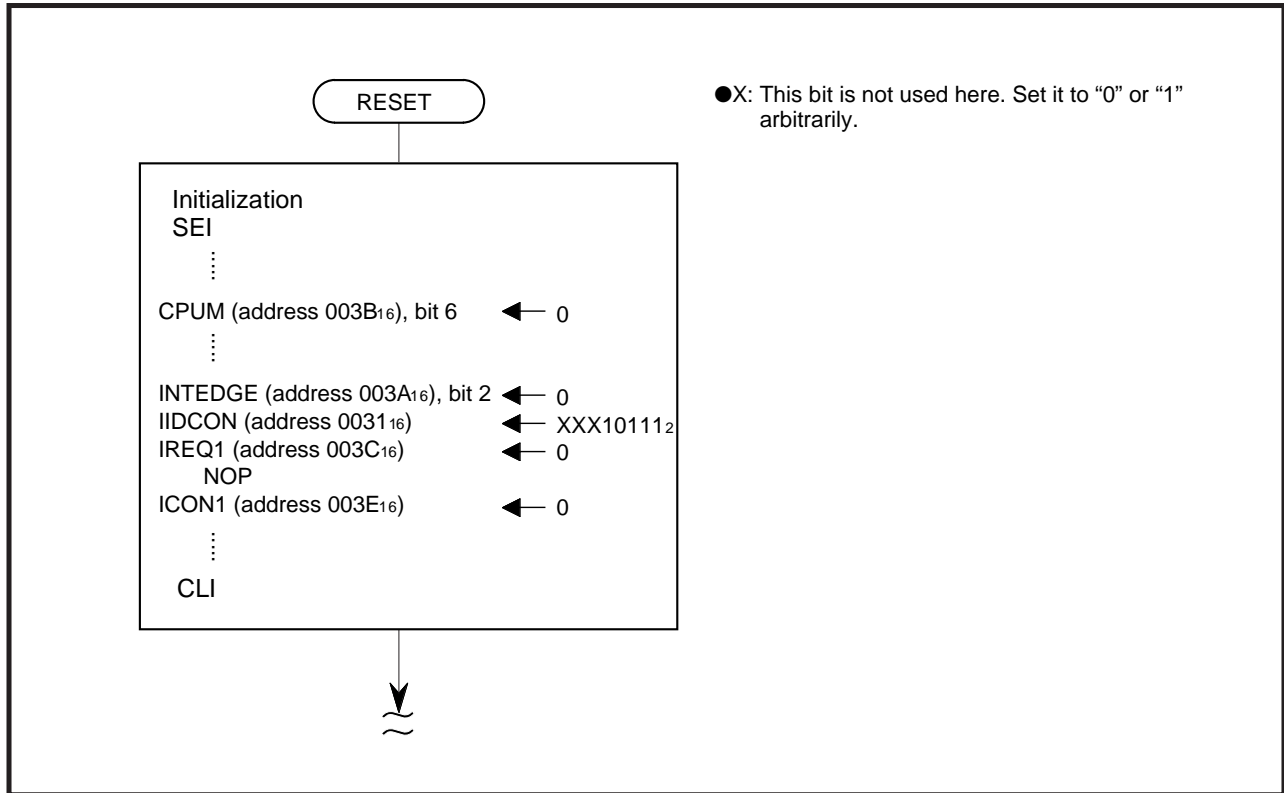 RESET
●X: This bit is not used here. Set it to “0” or “1”
arbitrarily.
Initialization
SEI
CPUM (address 003B₁₆), bit 6 ← 0
INTEDGE (address 003A₁₆), bit 2 ← 0
IIDCON (address 0031₁₆) ← XXX10111₂
IREQ1 (address 003C₁₆) ← 0
NOP
ICON1 (address 003E₁₆) ← 0
CLI